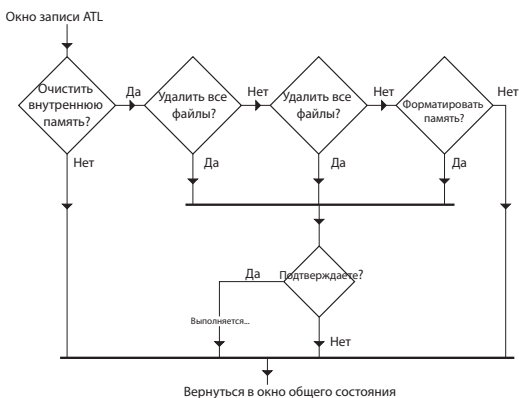 Окно записи ATL
Очистить
внутреннюю
память?
Да
Удалить все
файлы?
Нет
Удалить все
файлы?
Нет
Форматировать
память?
Нет
Нет
Да
Да
Да
Подтверждаете?
Да
Выполняется...
Нет
Вернуться в окно общего состояния